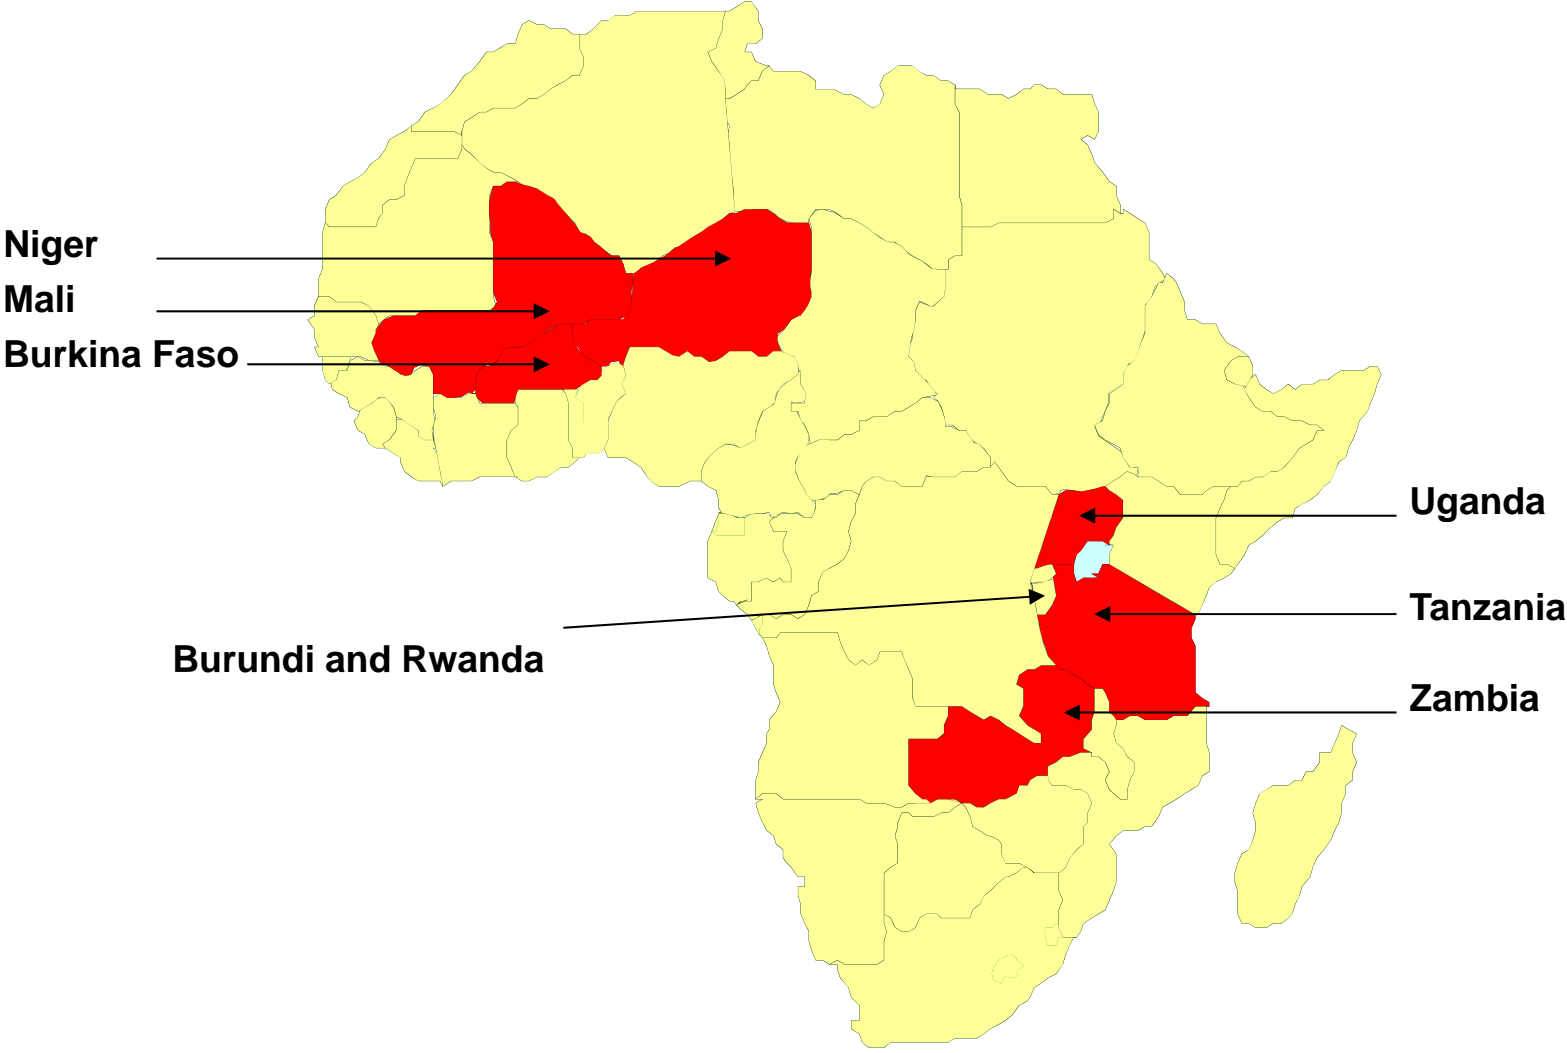 Niger
Mali
Burkina Faso
Uganda
Tanzania
Burundi and Rwanda
Zambia